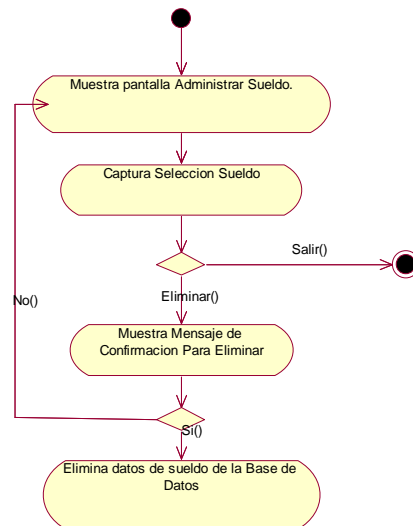 Muestra pantalla Administrar Sueldo.
Captura Seleccion Sueldo
Salir()
Eliminar()
No()
Muestra Mensaje de
Confirmacion Para Eliminar
Si()
Elimina datos de sueldo de la Base de
Datos